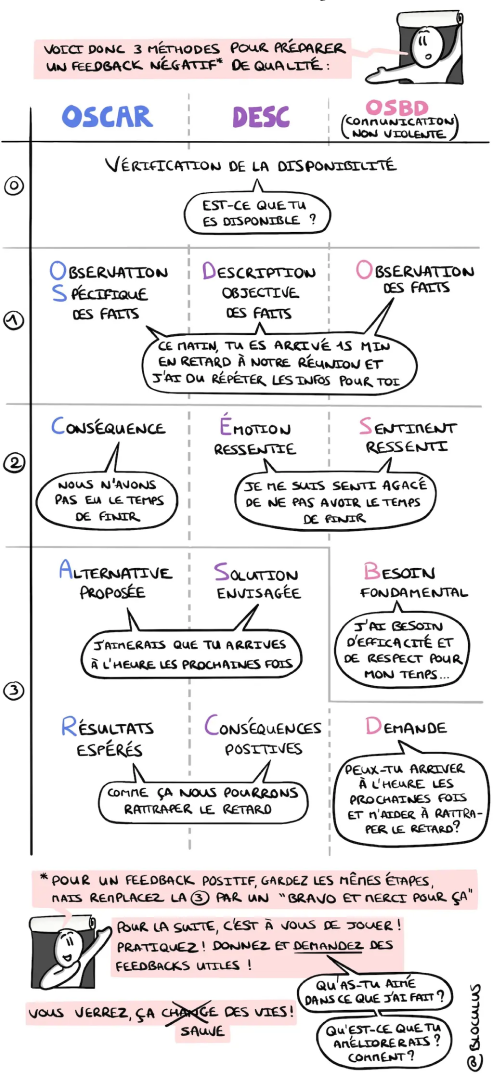 VOICI DONC 3 MÉTHODES POUR PRÉPARER
UN FEEDBACK NÉGATIF* DE QUALITÉ :
OSCAR
DESC
OSBD
(COMMUNICATION
NON VIOLENTE)
0
VÉRIFICATION DE LA DISPONIBILITÉ
EST-CE QUE TU
ES DISPONIBLE ?
1
OBSERVATION
SPÉCIFIQUE
DES FAITS
DESCRIPTION
OBJECTIVE
DES FAITS
OBSERVATION
DES FAITS
CE MATIN, TU ES ARRIVÉ 15 MIN
EN RETARD À NOTRE RÉUNION ET
J'AI DU RÉPÉTER LES INFOS POUR TOI
2
CONSÉQUENCE
ÉMOTION
RESSENTIE
SENTIMENT
RESSENTI
NOUS N'AVONS
PAS EU LE TEMPS
DE FINIR
JE ME SUIS SENTI AGACÉ
DE NE PAS AVOIR LE TEMPS
DE FINIR
3
ALTERNATIVE
PROPOSÉE
SOLUTION
ENVISAGÉE
BESOIN
FONDAMENTAL
J'AIMERAIS QUE TU ARRIVES
À L'HEURE LES PROCHAINES FOIS
J'AI BESOIN
D'EFFICACITÉ ET
DE RESPECT POUR
MON TEMPS...
RÉSULTATS
ESPÉRÉS
CONSÉQUENCES
POSITIVES
DEMANDE
COMME ÇA NOUS POURRONS
RATTRAPER LE RETARD
PEUX-TU ARRIVER
À L'HEURE LES
PROCHAINES FOIS
ET M'AIDER À RATTRA-
PER LE RETARD?
* POUR UN FEEDBACK POSITIF, GARDEZ LES MÊMES ÉTAPES,
MAIS REMPLACEZ LA 3 PAR UN "BRAVO ET MERCI POUR ÇA"
POUR LA SUITE, C'EST À VOUS DE JOUER !
PRATIQUEZ ! DONNEZ ET DEMANDEZ DES
FEEDBACKS UTILES !
QU'AS-TU AIMÉ
DANS CE QUE J'AI FAIT ?
VOUS VERREZ, ÇA CHANGE DES VIES !
SAUVE
QU'EST-CE QUE TU
AMÉLIORERAIS ?
COMMENT ?
@BLOCULUS